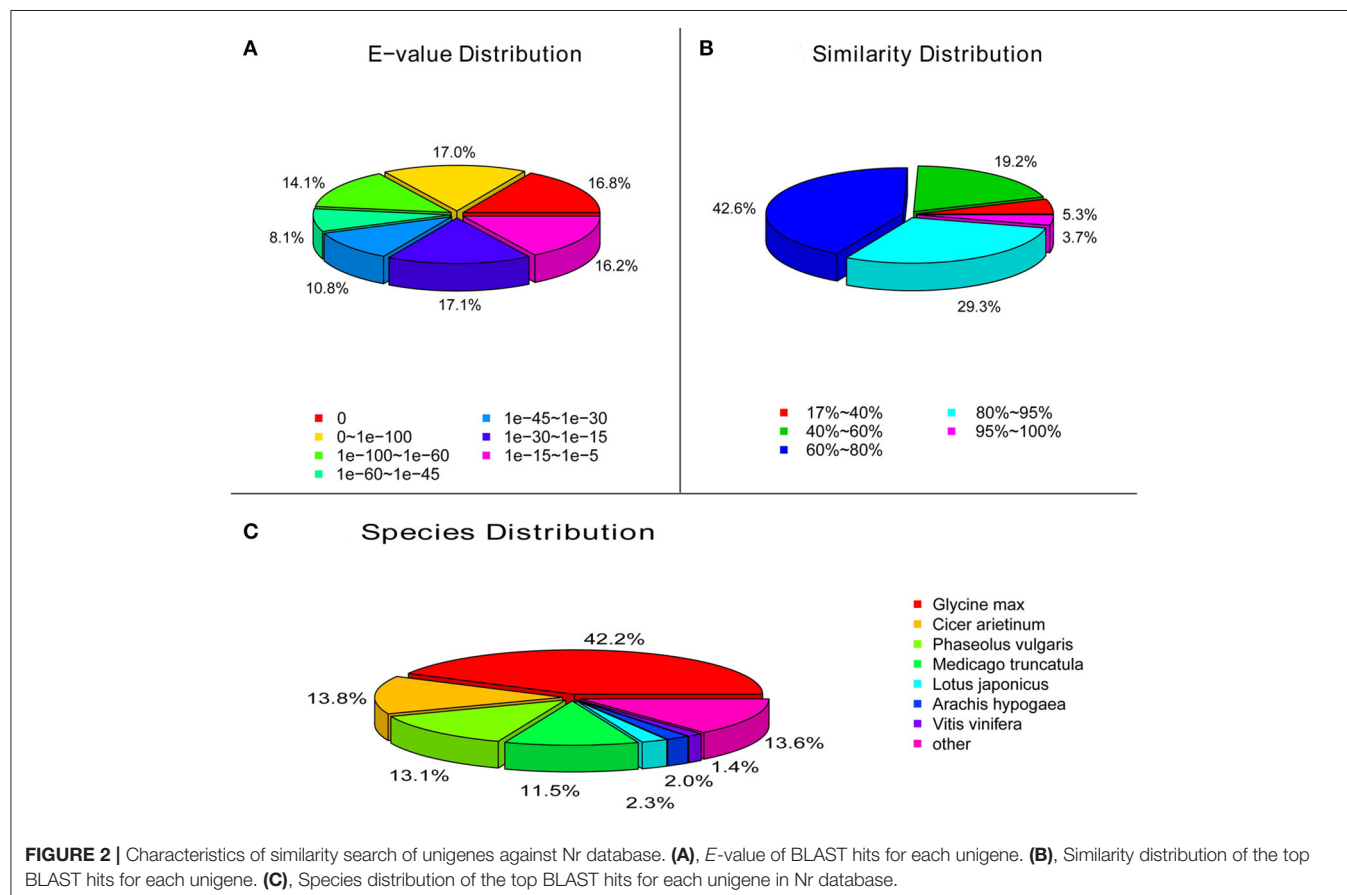 A
E−value Distribution
17.0%
14.1%
16.8%
8.1%
16.2%
10.8%
17.1%
0
0~1e−100
1e−100~1e−60
1e−60~1e−45
1e−45~1e−30
1e−30~1e−15
1e−15~1e−5
B
Similarity Distribution
19.2%
42.6%
5.3%
3.7%
29.3%
17%~40%
40%~60%
60%~80%
80%~95%
95%~100%
C
Species Distribution
42.2%
13.8%
13.6%
13.1%
1.4%
11.5%
2.0%
2.3%
Glycine max
Cicer arietinum
Phaseolus vulgaris
Medicago truncatula
Lotus japonicus
Arachis hypogaea
Vitis vinifera
other
FIGURE 2 | Characteristics of similarity search of unigenes against Nr database. (A), E-value of BLAST hits for each unigene. (B), Similarity distribution of the top
BLAST hits for each unigene. (C), Species distribution of the top BLAST hits for each unigene in Nr database.